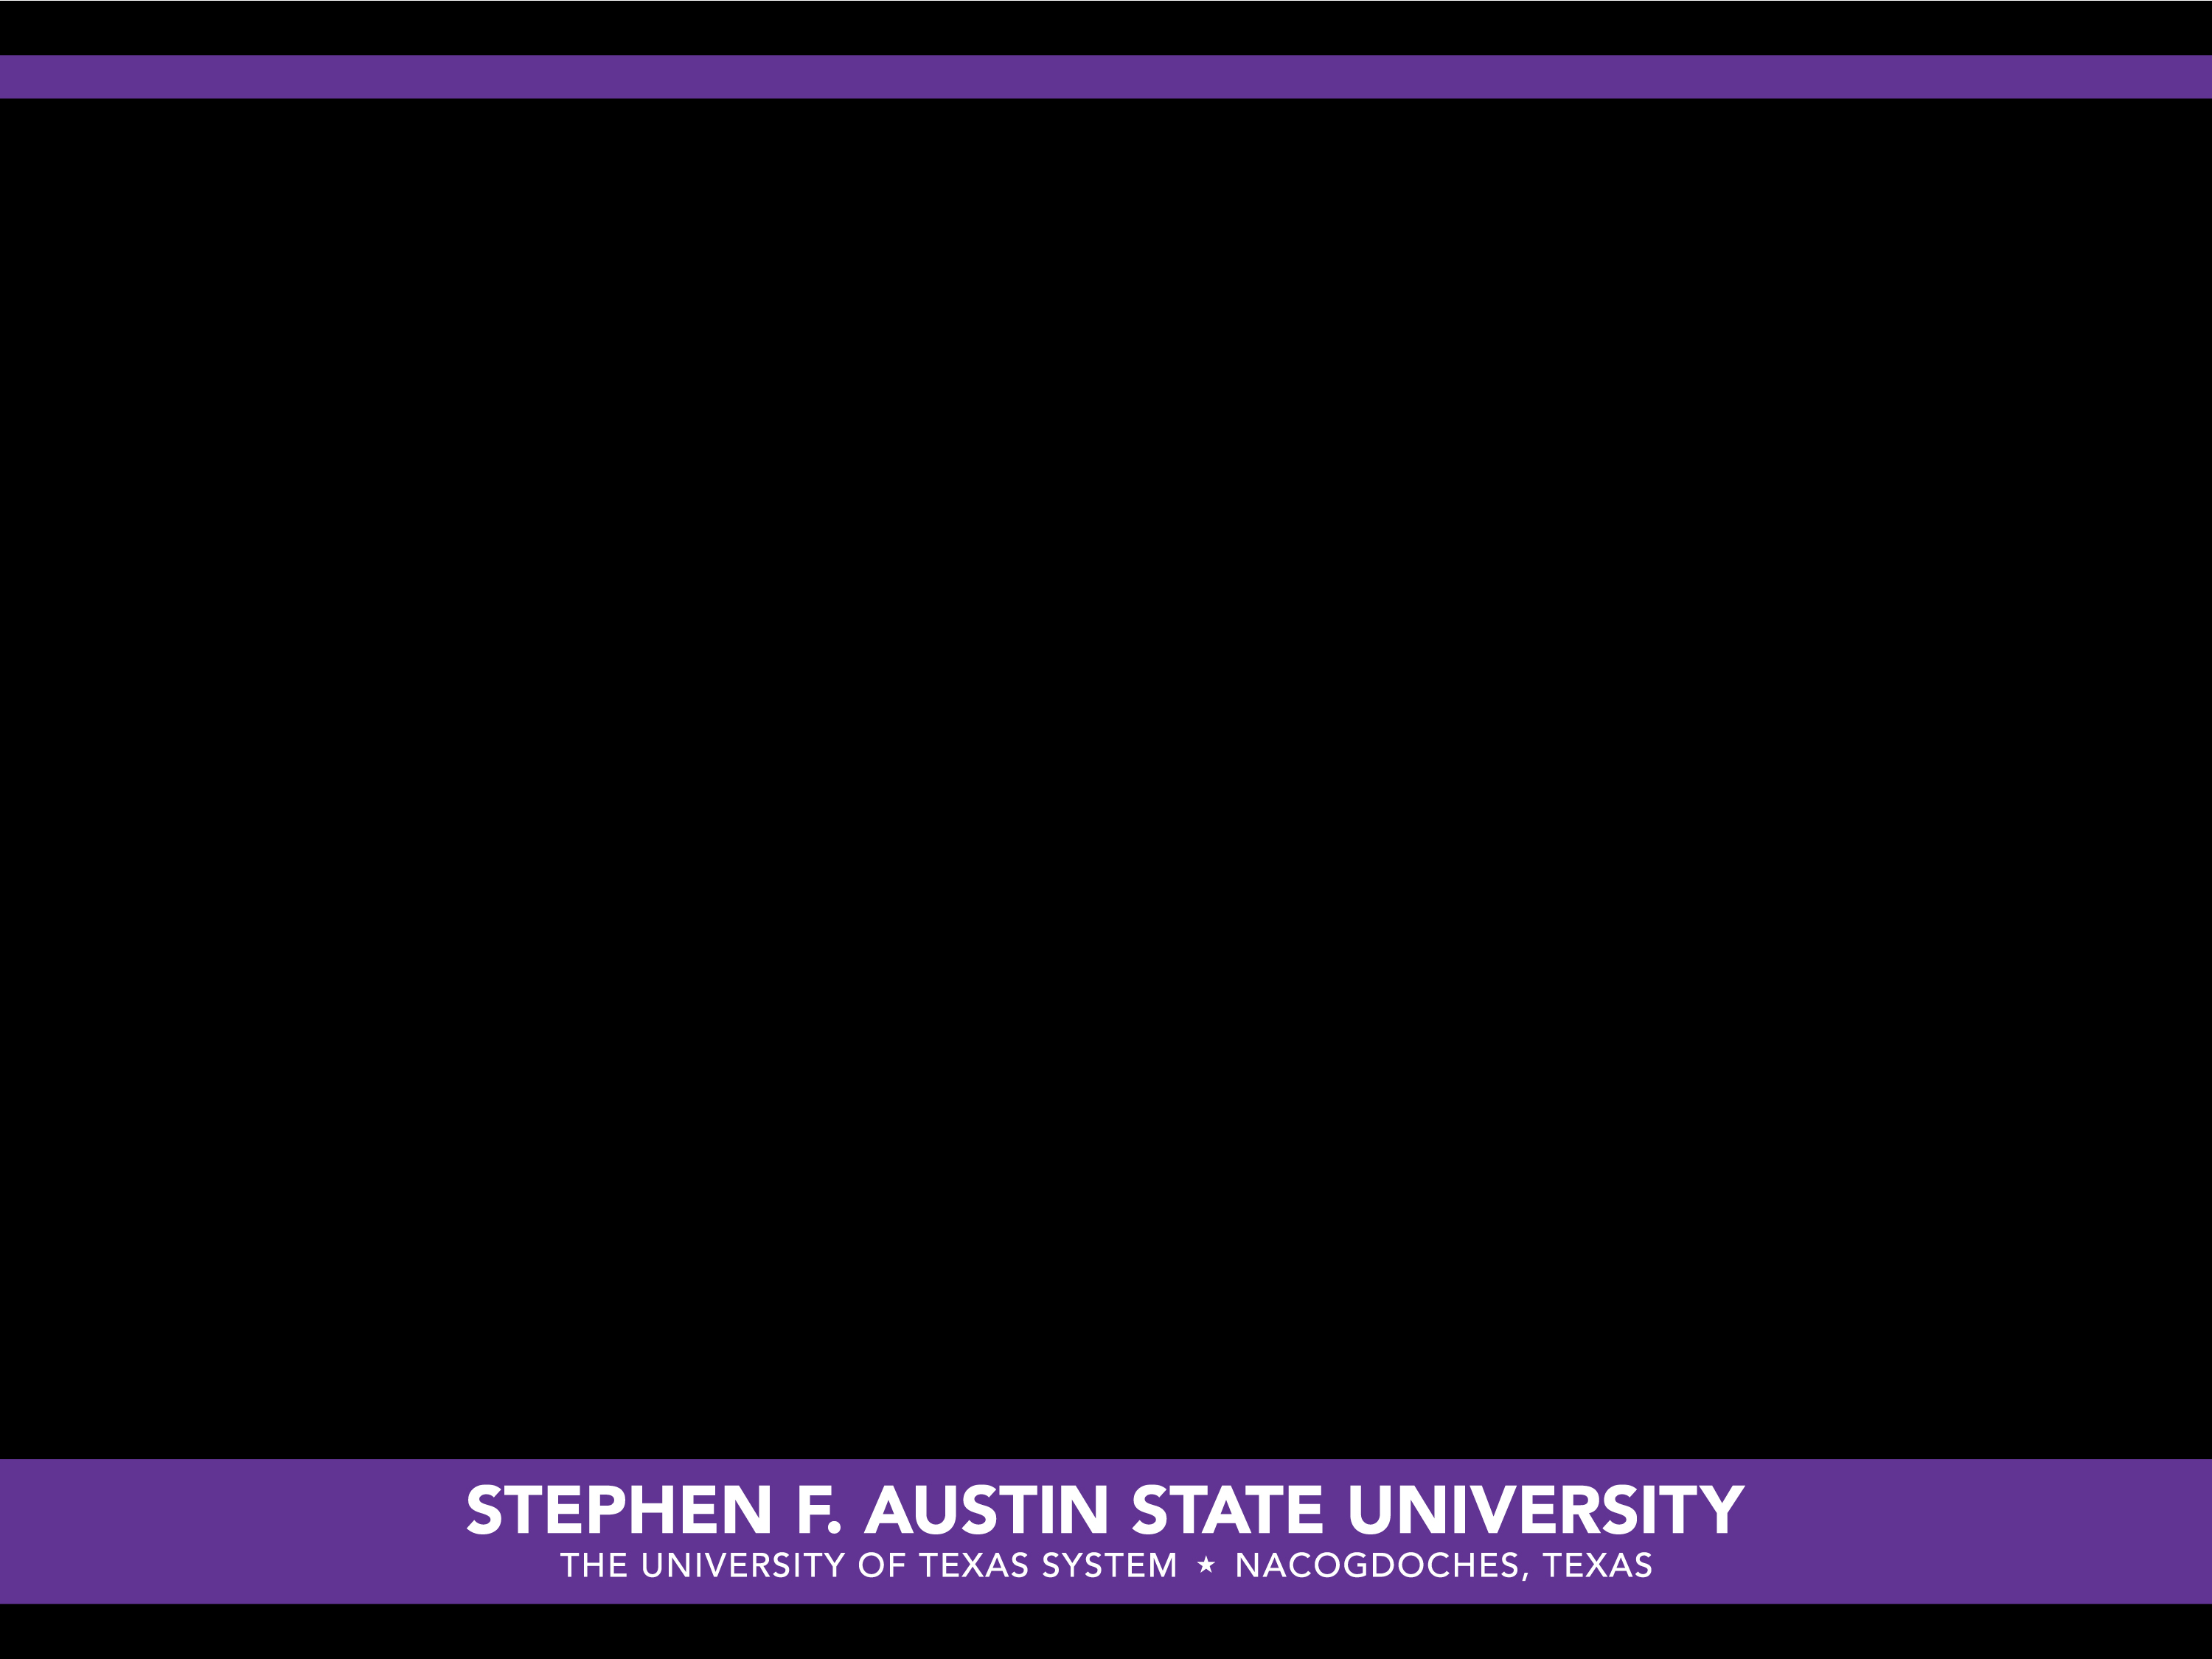 STEPHEN F. AUSTIN STATE UNIVERSITY
THE UNIVERSITY OF TEXAS SYSTEM ★ NACOGDOCHES, TEXAS